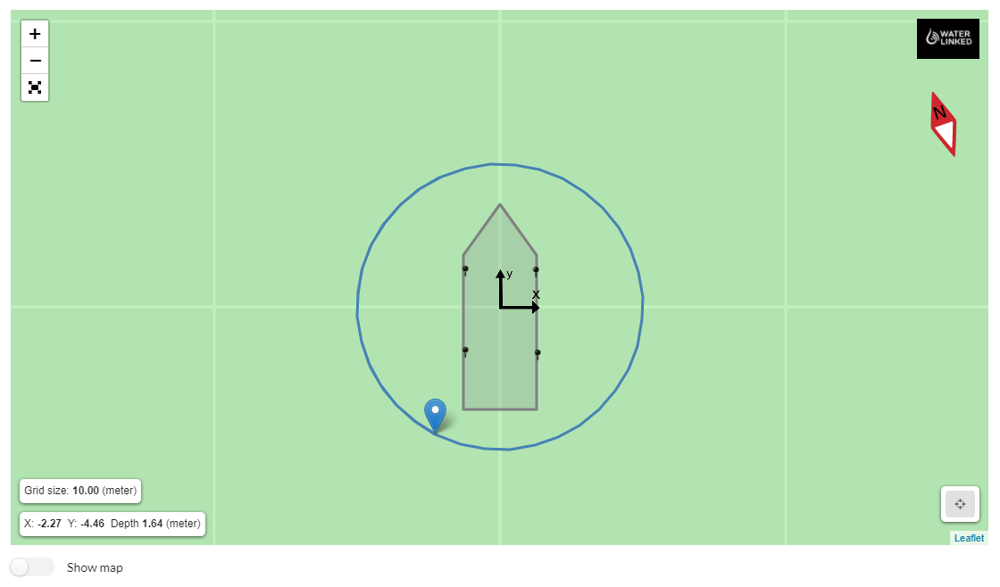 +
WATER
LINKED
−
N
y
x
Grid size: 10.00 (meter)
X: -2.27 Y: -4.46 Depth 1.64 (meter)
Leaflet
Show map